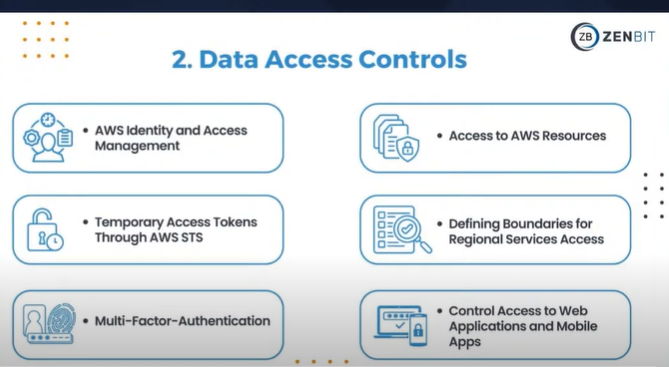 ZB ZENBIT
2. Data Access Controls
• AWS Identity and Access
Management
• Access to AWS Resources
• Temporary Access Tokens
Through AWS STS
• Defining Boundaries for
Regional Services Access
• Multi-Factor-Authentication
• Control Access to Web
Applications and Mobile
Apps